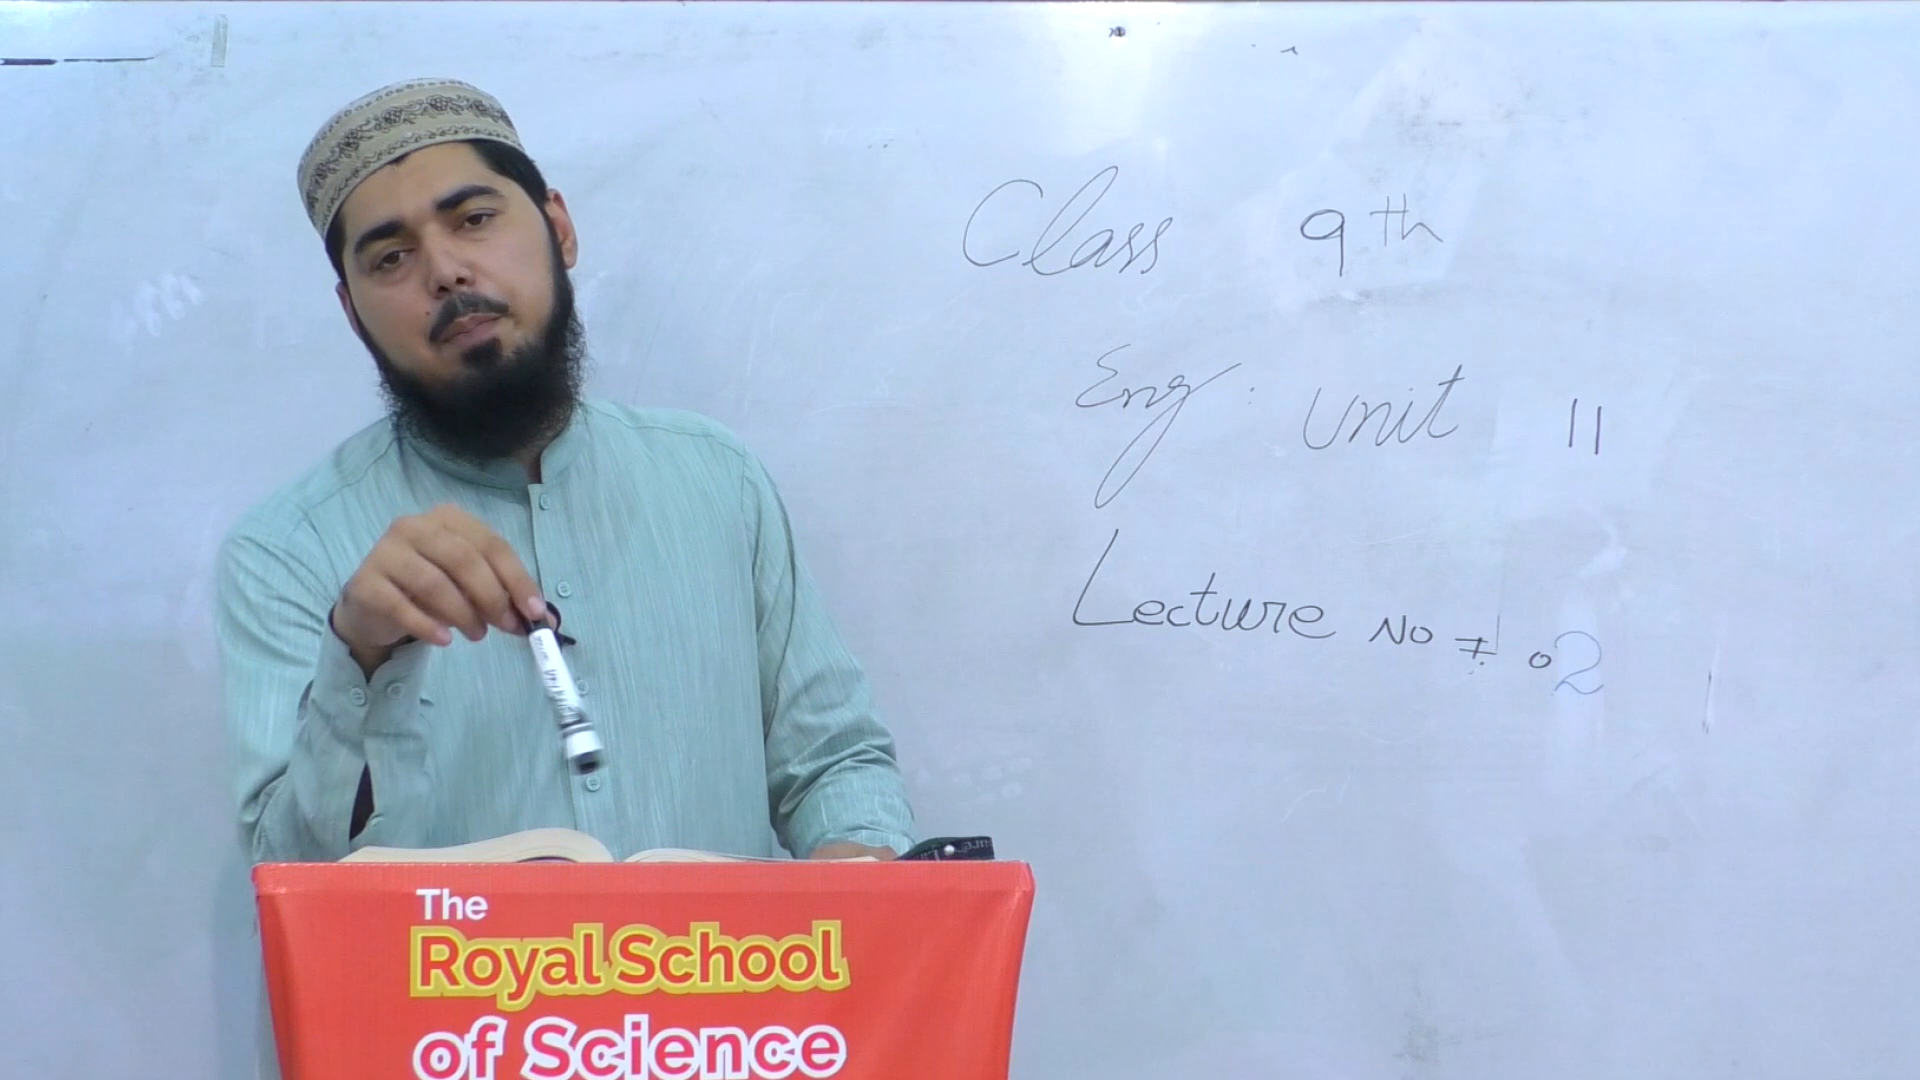 Class 9th
Eng: Unit 11
Lecture No # 02
The
Royal School
of Science